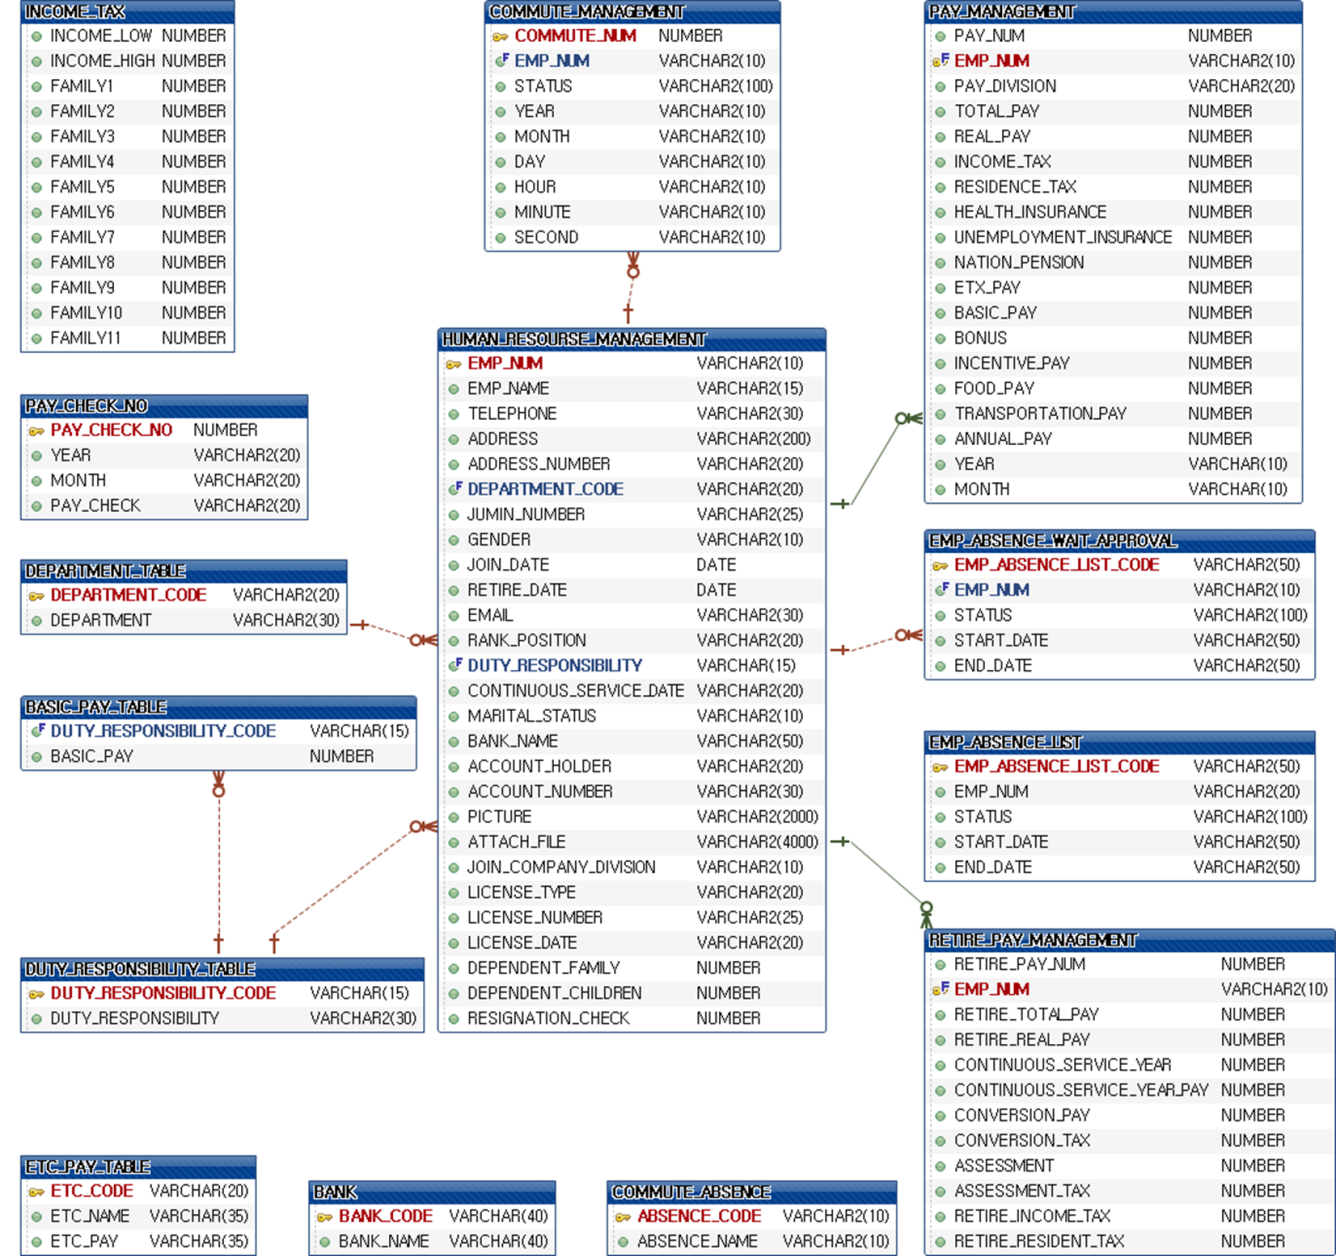 INCOME_TAX
INCOME_LOW NUMBER
INCOME_HIGH NUMBER
FAMILY1 NUMBER
FAMILY2 NUMBER
FAMILY3 NUMBER
FAMILY4 NUMBER
FAMILY5 NUMBER
FAMILY6 NUMBER
FAMILY7 NUMBER
FAMILY8 NUMBER
FAMILY9 NUMBER
FAMILY10 NUMBER
FAMILY11 NUMBER
PAY_CHECK_NO
PAY_CHECK_NO NUMBER
YEAR VARCHAR2(20)
MONTH VARCHAR2(20)
PAY_CHECK VARCHAR2(20)
DEPARTMENT_TABLE
DEPARTMENT_CODE VARCHAR2(20)
DEPARTMENT VARCHAR2(30)
BASIC_PAY_TABLE
DUTY_RESPONSIBILITY_CODE VARCHAR(15)
BASIC_PAY NUMBER
DUTY_RESPONSIBILITY_TABLE
DUTY_RESPONSIBILITY_CODE VARCHAR(15)
DUTY_RESPONSIBILITY VARCHAR2(30)
ETC_PAY_TABLE
ETC_CODE VARCHAR(20)
ETC_NAME VARCHAR(35)
ETC_PAY VARCHAR(35)
BANK
BANK_CODE VARCHAR(40)
BANK_NAME VARCHAR(40)
COMMUTE_MANAGEMENT
COMMUTE_NUM NUMBER
EMP_NUM VARCHAR2(10)
STATUS VARCHAR2(100)
YEAR VARCHAR2(10)
MONTH VARCHAR2(10)
DAY VARCHAR2(10)
HOUR VARCHAR2(10)
MINUTE VARCHAR2(10)
SECOND VARCHAR2(10)
HUMAN_RESOURSE_MANAGEMENT
EMP_NUM VARCHAR2(10)
EMP_NAME VARCHAR2(15)
TELEPHONE VARCHAR2(30)
ADDRESS VARCHAR2(200)
ADDRESS_NUMBER VARCHAR2(20)
DEPARTMENT_CODE VARCHAR2(20)
JUMIN_NUMBER VARCHAR2(25)
GENDER VARCHAR2(10)
JOIN_DATE DATE
RETIRE_DATE DATE
EMAIL VARCHAR2(30)
RANK_POSITION VARCHAR2(20)
DUTY_RESPONSIBILITY VARCHAR(15)
CONTINUOUS_SERVICE_DATE VARCHAR2(20)
MARITAL_STATUS VARCHAR2(10)
BANK_NAME VARCHAR2(50)
ACCOUNT_HOLDER VARCHAR2(20)
ACCOUNT_NUMBER VARCHAR2(30)
PICTURE VARCHAR2(2000)
ATTACH_FILE VARCHAR2(4000)
JOIN_COMPANY_DIVISION VARCHAR2(10)
LICENSE_TYPE VARCHAR2(20)
LICENSE_NUMBER VARCHAR2(25)
LICENSE_DATE VARCHAR2(20)
DEPENDENT_FAMILY NUMBER
DEPENDENT_CHILDREN NUMBER
RESIGNATION_CHECK NUMBER
COMMUTE_ABSENCE
ABSENCE_CODE VARCHAR2(10)
ABSENCE_NAME VARCHAR2(10)
PAY_MANAGEMENT
PAY_NUM NUMBER
EMP_NUM VARCHAR2(10)
PAY_DIVISION VARCHAR2(20)
TOTAL_PAY NUMBER
REAL_PAY NUMBER
INCOME_TAX NUMBER
RESIDENCE_TAX NUMBER
HEALTH_INSURANCE NUMBER
UNEMPLOYMENT_INSURANCE NUMBER
NATION_PENSION NUMBER
ETX_PAY NUMBER
BASIC_PAY NUMBER
BONUS NUMBER
INCENTIVE_PAY NUMBER
FOOD_PAY NUMBER
TRANSPORTATION_PAY NUMBER
ANNUAL_PAY NUMBER
YEAR VARCHAR(10)
MONTH VARCHAR(10)
EMP_ABSENCE_WAIT_APPROVAL
EMP_ABSENCE_LIST_CODE VARCHAR2(50)
EMP_NUM VARCHAR2(10)
STATUS VARCHAR2(100)
START_DATE VARCHAR2(50)
END_DATE VARCHAR2(50)
EMP_ABSENCE_LIST
EMP_ABSENCE_LIST_CODE VARCHAR2(50)
EMP_NUM VARCHAR2(20)
STATUS VARCHAR2(100)
START_DATE VARCHAR2(50)
END_DATE VARCHAR2(50)
RETIRE_PAY_MANAGEMENT
RETIRE_PAY_NUM NUMBER
EMP_NUM VARCHAR2(10)
RETIRE_TOTAL_PAY NUMBER
RETIRE_REAL_PAY NUMBER
CONTINUOUS_SERVICE_YEAR NUMBER
CONTINUOUS_SERVICE_YEAR_PAY NUMBER
CONVERSION_PAY NUMBER
CONVERSION_TAX NUMBER
ASSESSMENT NUMBER
ASSESSMENT_TAX NUMBER
RETIRE_INCOME_TAX NUMBER
RETIRE_RESIDENT_TAX NUMBER